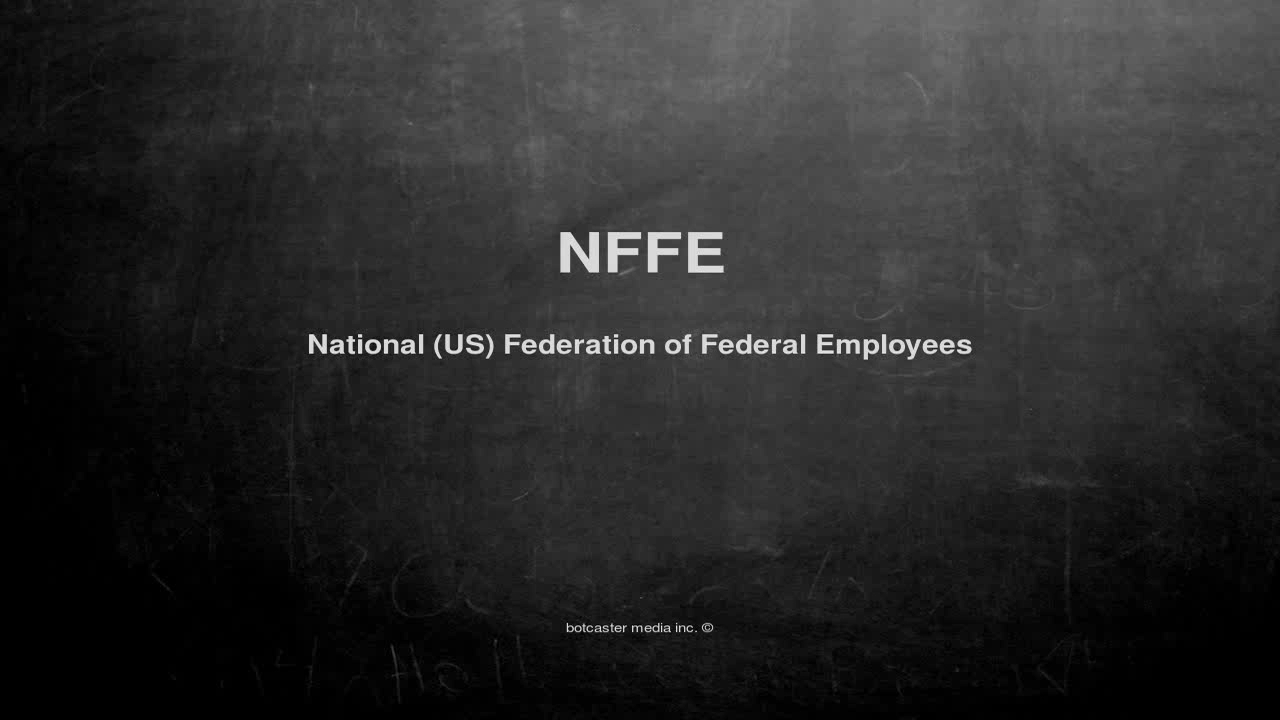 NFFE
National (US) Federation of Federal Employees
botcaster media inc. ©